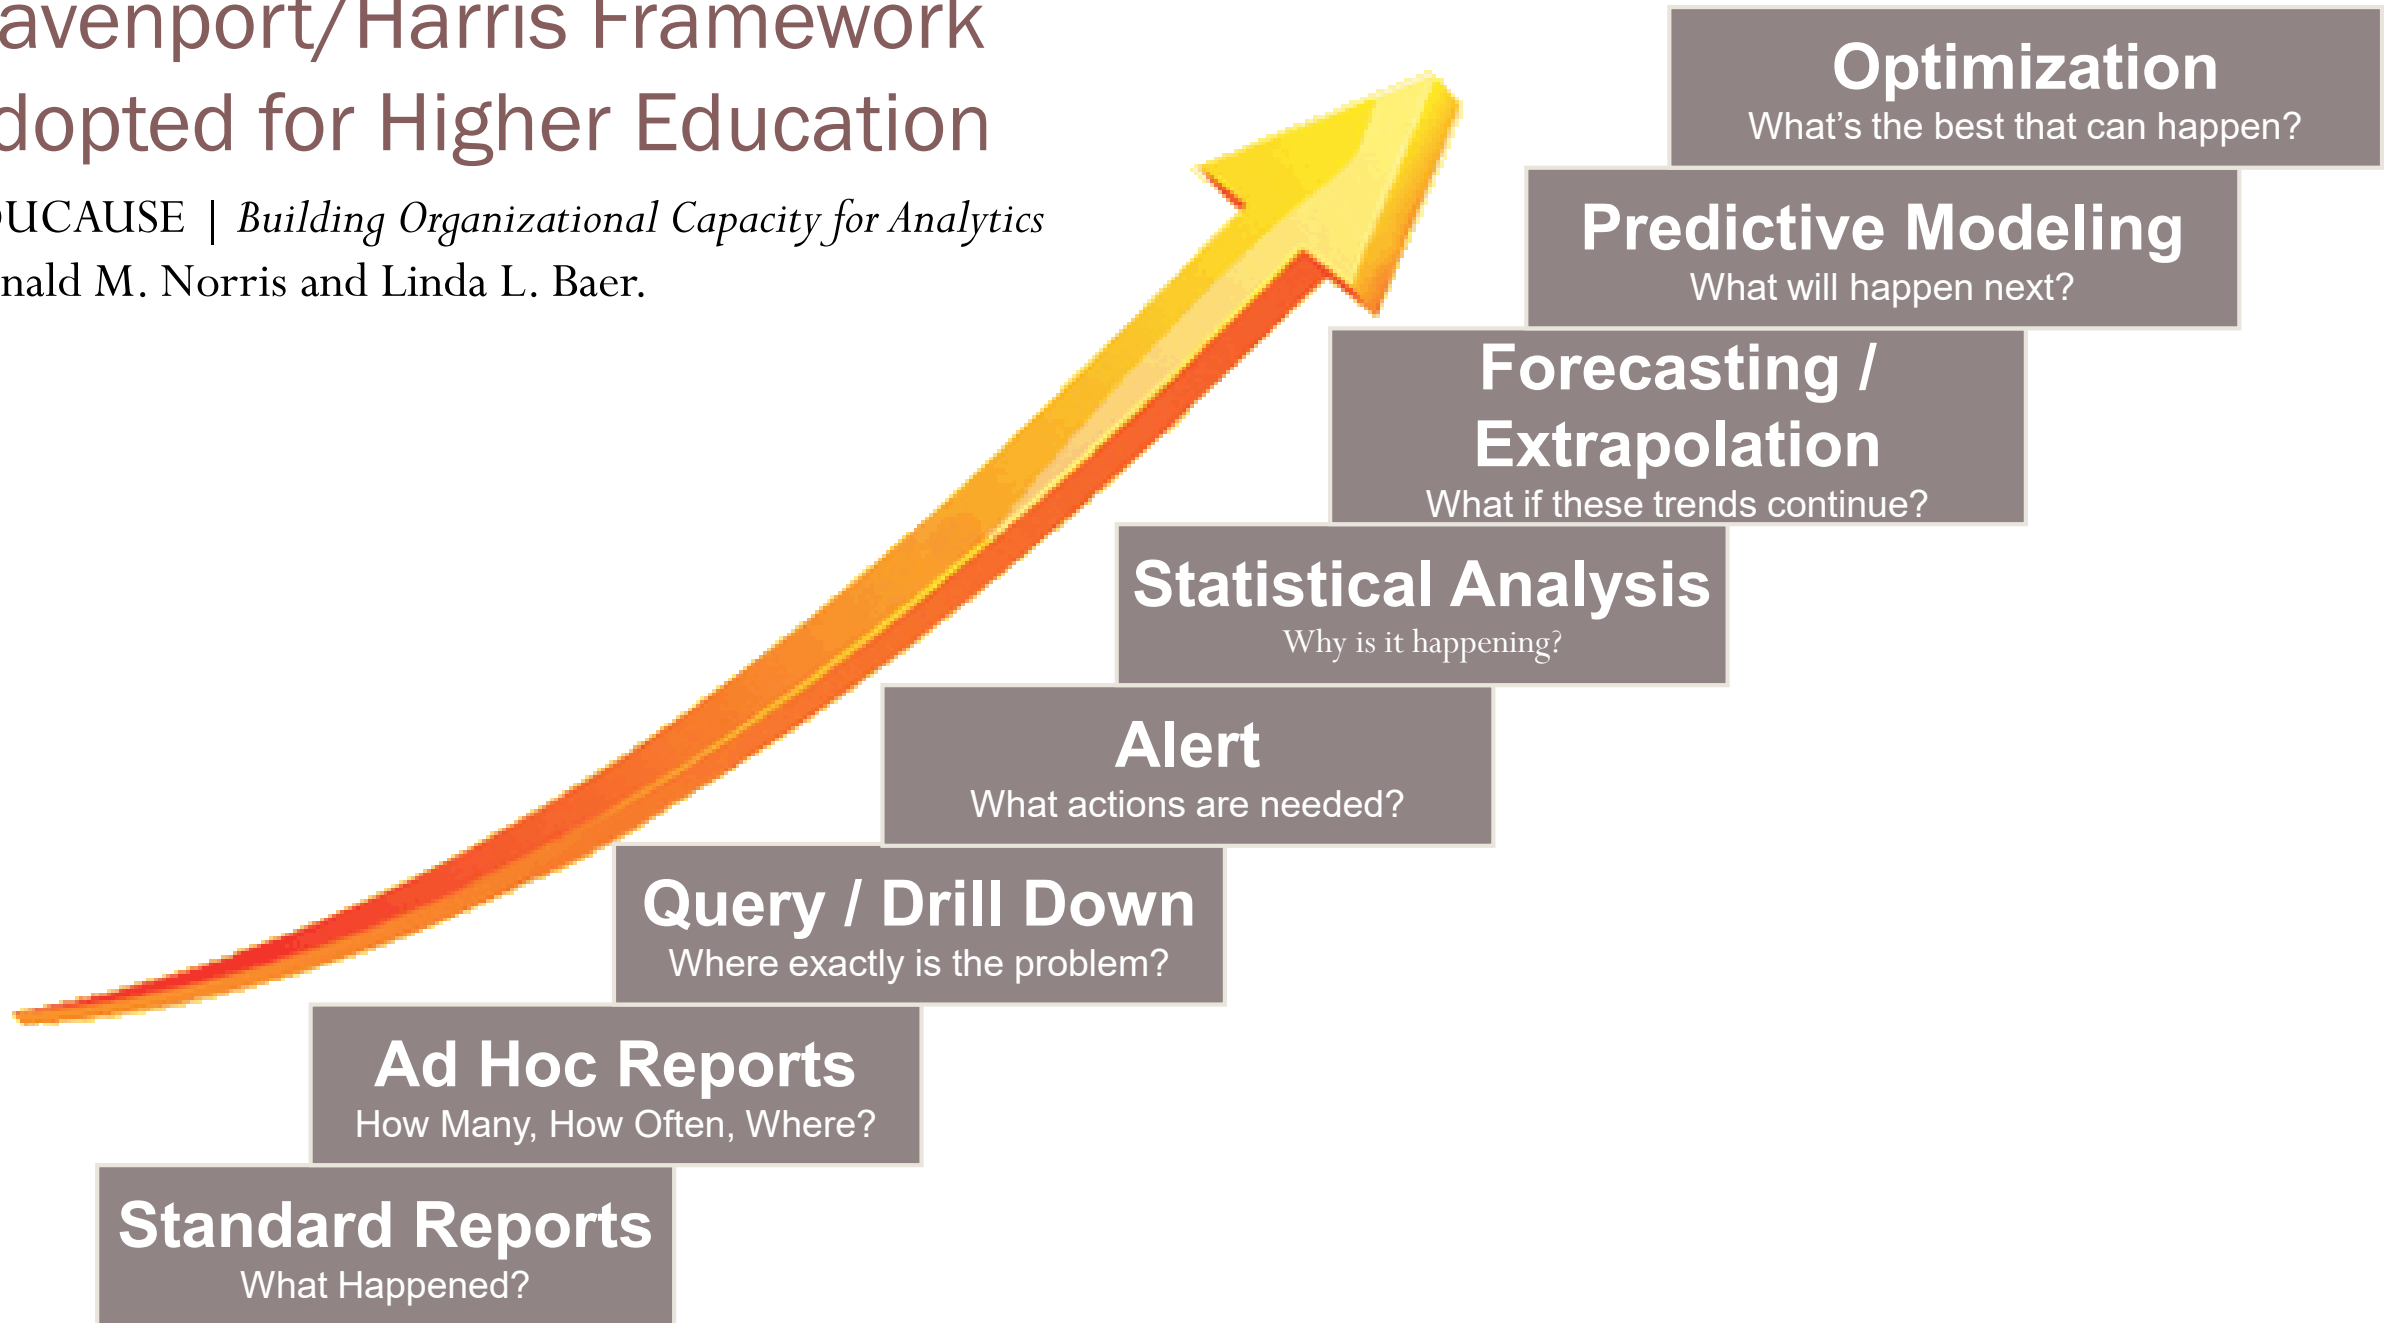 avenport/Harris Framework
dopted for Higher Education
DUCAUSE | Building Organizational Capacity for Analytics
nald M. Norris and Linda L. Baer.
Optimization
What’s the best that can happen?
Predictive Modeling
What will happen next?
Forecasting /
Extrapolation
What if these trends continue?
Statistical Analysis
Why is it happening?
Alert
What actions are needed?
Query / Drill Down
Where exactly is the problem?
Ad Hoc Reports
How Many, How Often, Where?
Standard Reports
What Happened?